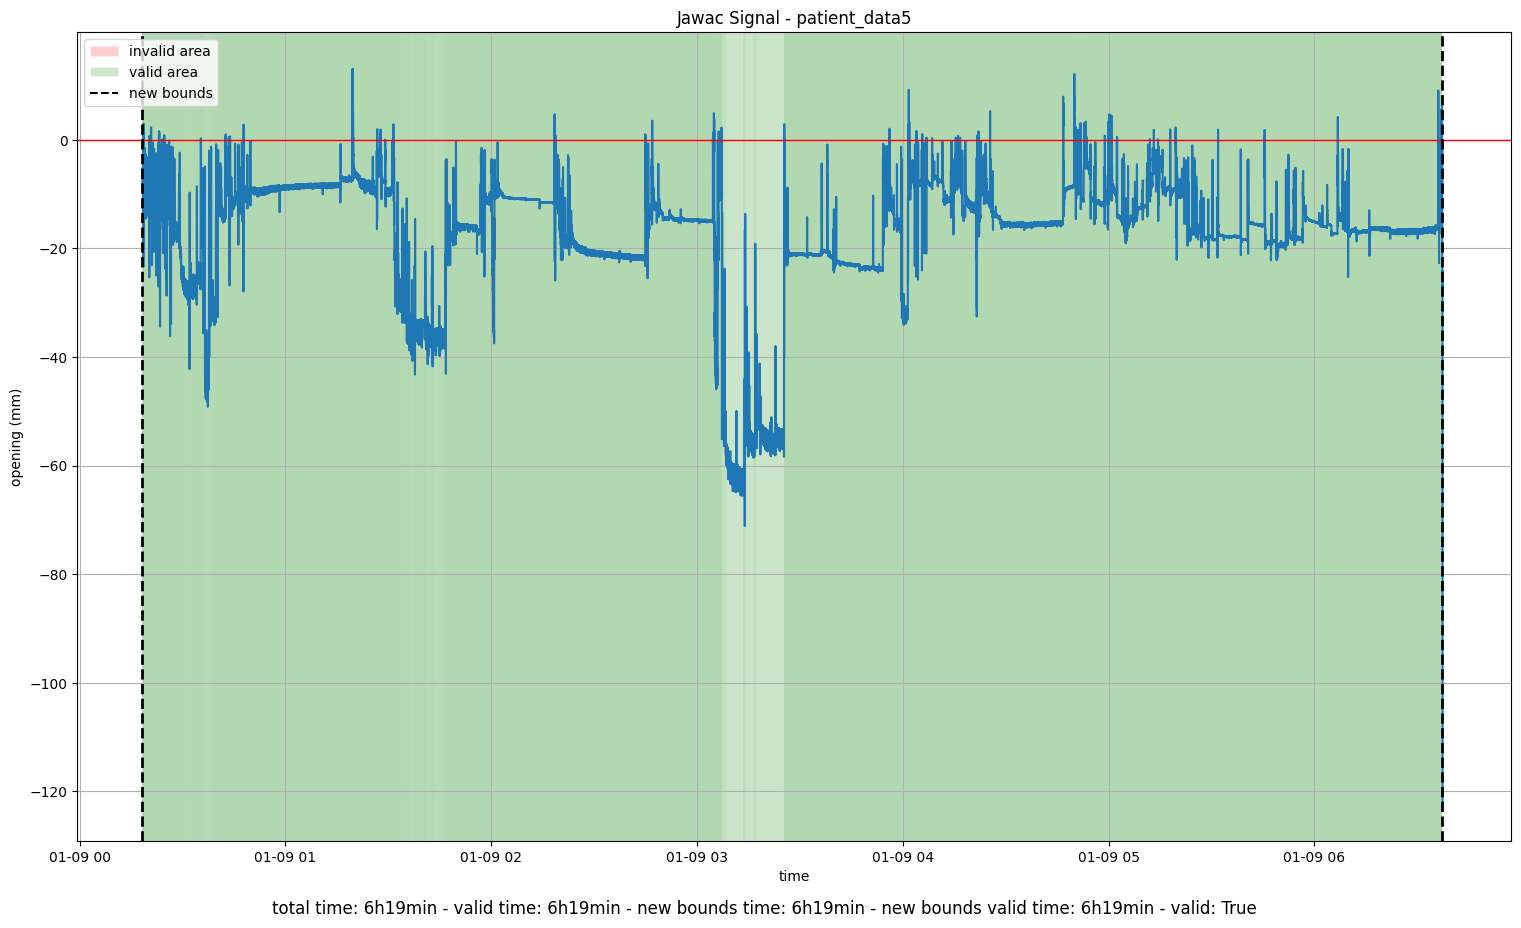 Jawac Signal - patient_data5
invalid area
valid area
new bounds
0
−20
−40
−60
−80
−100
−120
opening (mm)
01-09 00
01-09 01
01-09 02
01-09 03
01-09 04
01-09 05
01-09 06
time
total time: 6h19min - valid time: 6h19min - new bounds time: 6h19min - new bounds valid time: 6h19min - valid: True